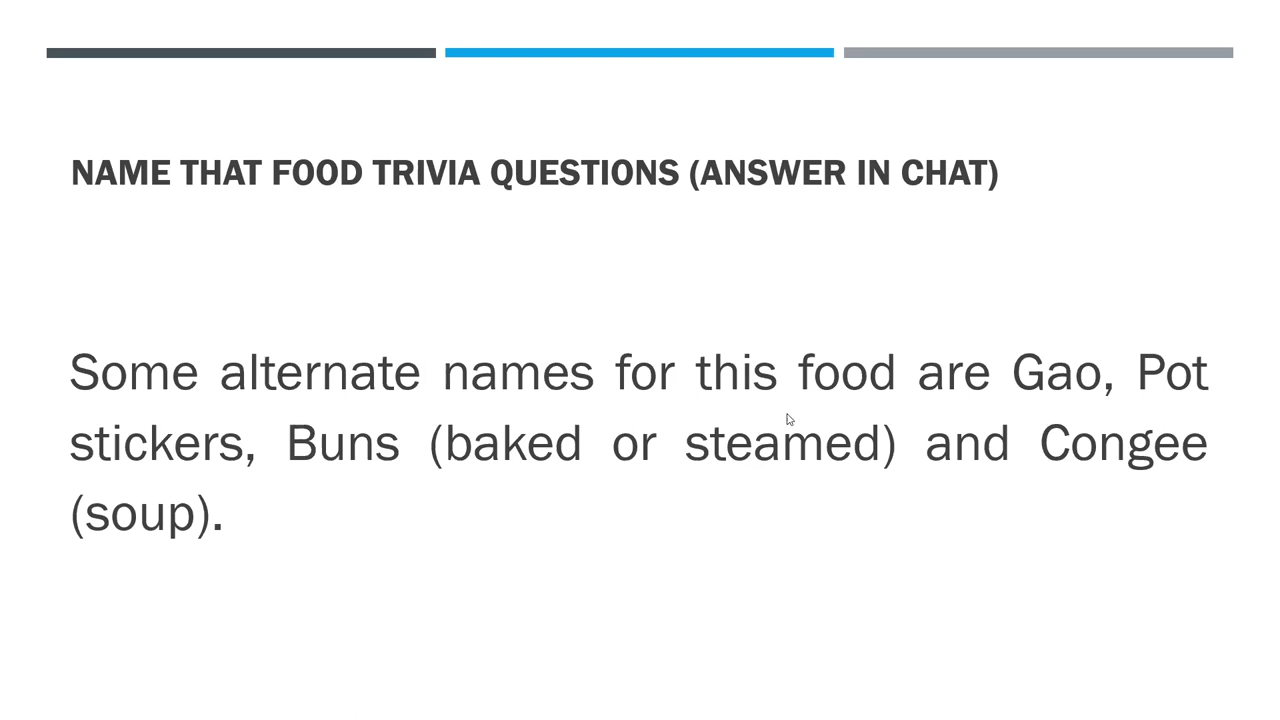 NAME THAT FOOD TRIVIA QUESTIONS (ANSWER IN CHAT)
Some alternate names for this food are Gao, Pot
stickers, Buns (baked or steamed) and Congee
(soup).